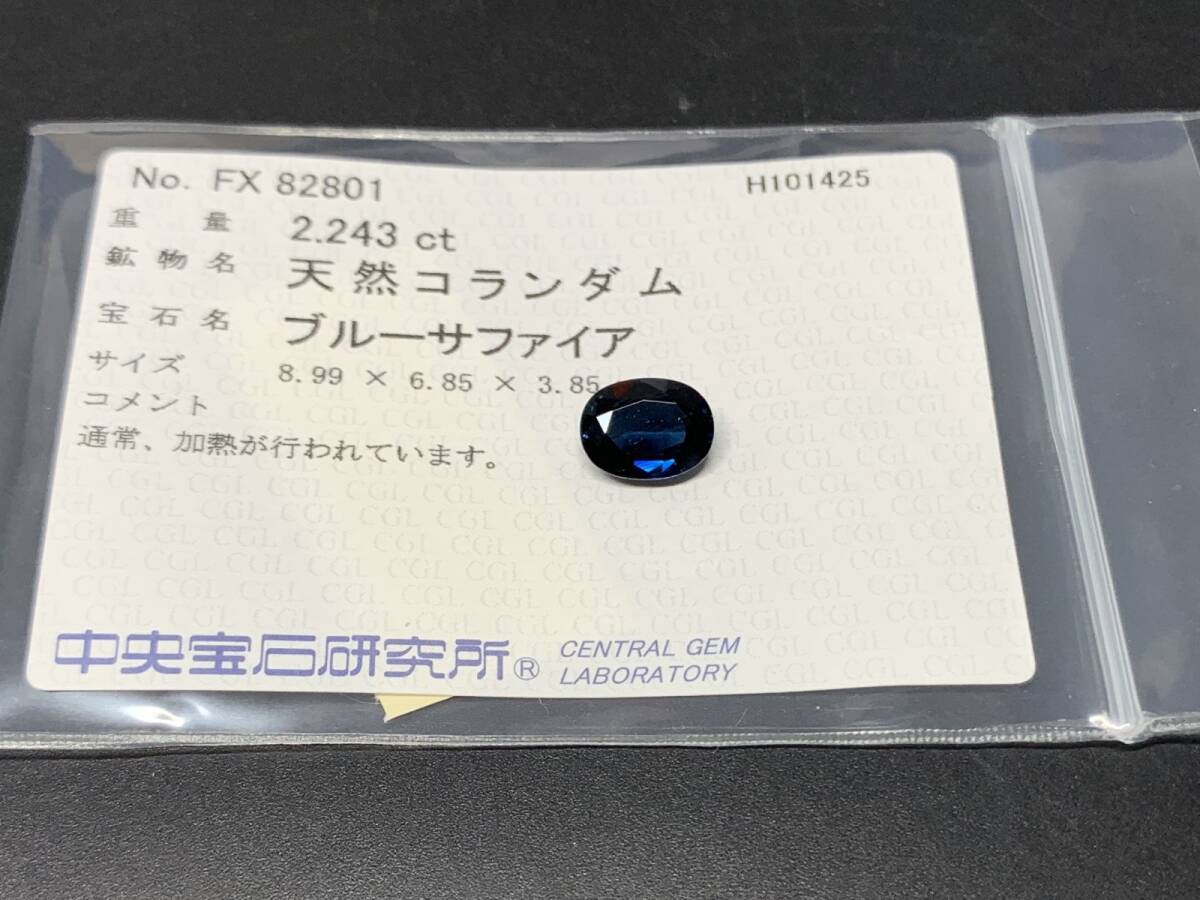 No. FX 82801 H101425
重量 2.243 ct
鉱物名 天然コランダム
宝石名 ブルーサファイア
サイズ 8.99 × 6.85 × 3.85
コメント
通常、加熱が行われています。
中央宝石研究所® CENTRAL GEM
LABORATORY